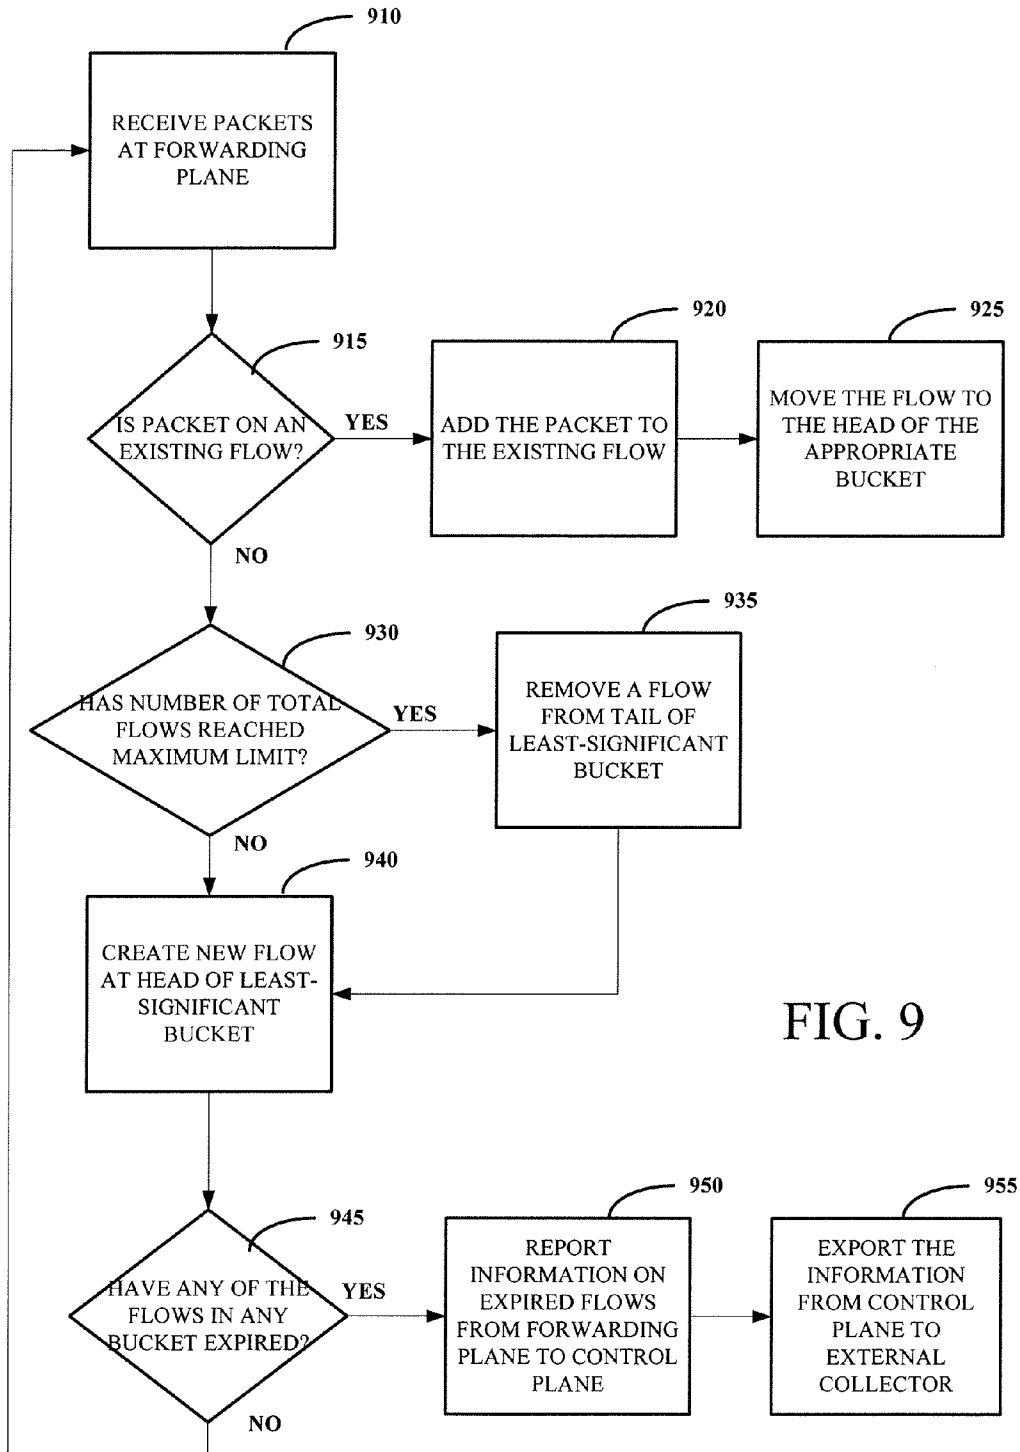 910
RECEIVE PACKETS
AT FORWARDING
PLANE
915
IS PACKET ON AN
EXISTING FLOW?
YES
NO
920
ADD THE PACKET TO
THE EXISTING FLOW
925
MOVE THE FLOW TO
THE HEAD OF THE
APPROPRIATE
BUCKET
930
HAS NUMBER OF TOTAL
FLOWS REACHED
MAXIMUM LIMIT?
YES
NO
935
REMOVE A FLOW
FROM TAIL OF
LEAST-SIGNIFICANT
BUCKET
940
CREATE NEW FLOW
AT HEAD OF LEAST-
SIGNIFICANT
BUCKET
FIG. 9
945
HAVE ANY OF THE
FLOWS IN ANY
BUCKET EXPIRED?
YES
NO
950
REPORT
INFORMATION ON
EXPIRED FLOWS
FROM FORWARDING
PLANE TO CONTROL
PLANE
955
EXPORT THE
INFORMATION
FROM CONTROL
PLANE TO
EXTERNAL
COLLECTOR